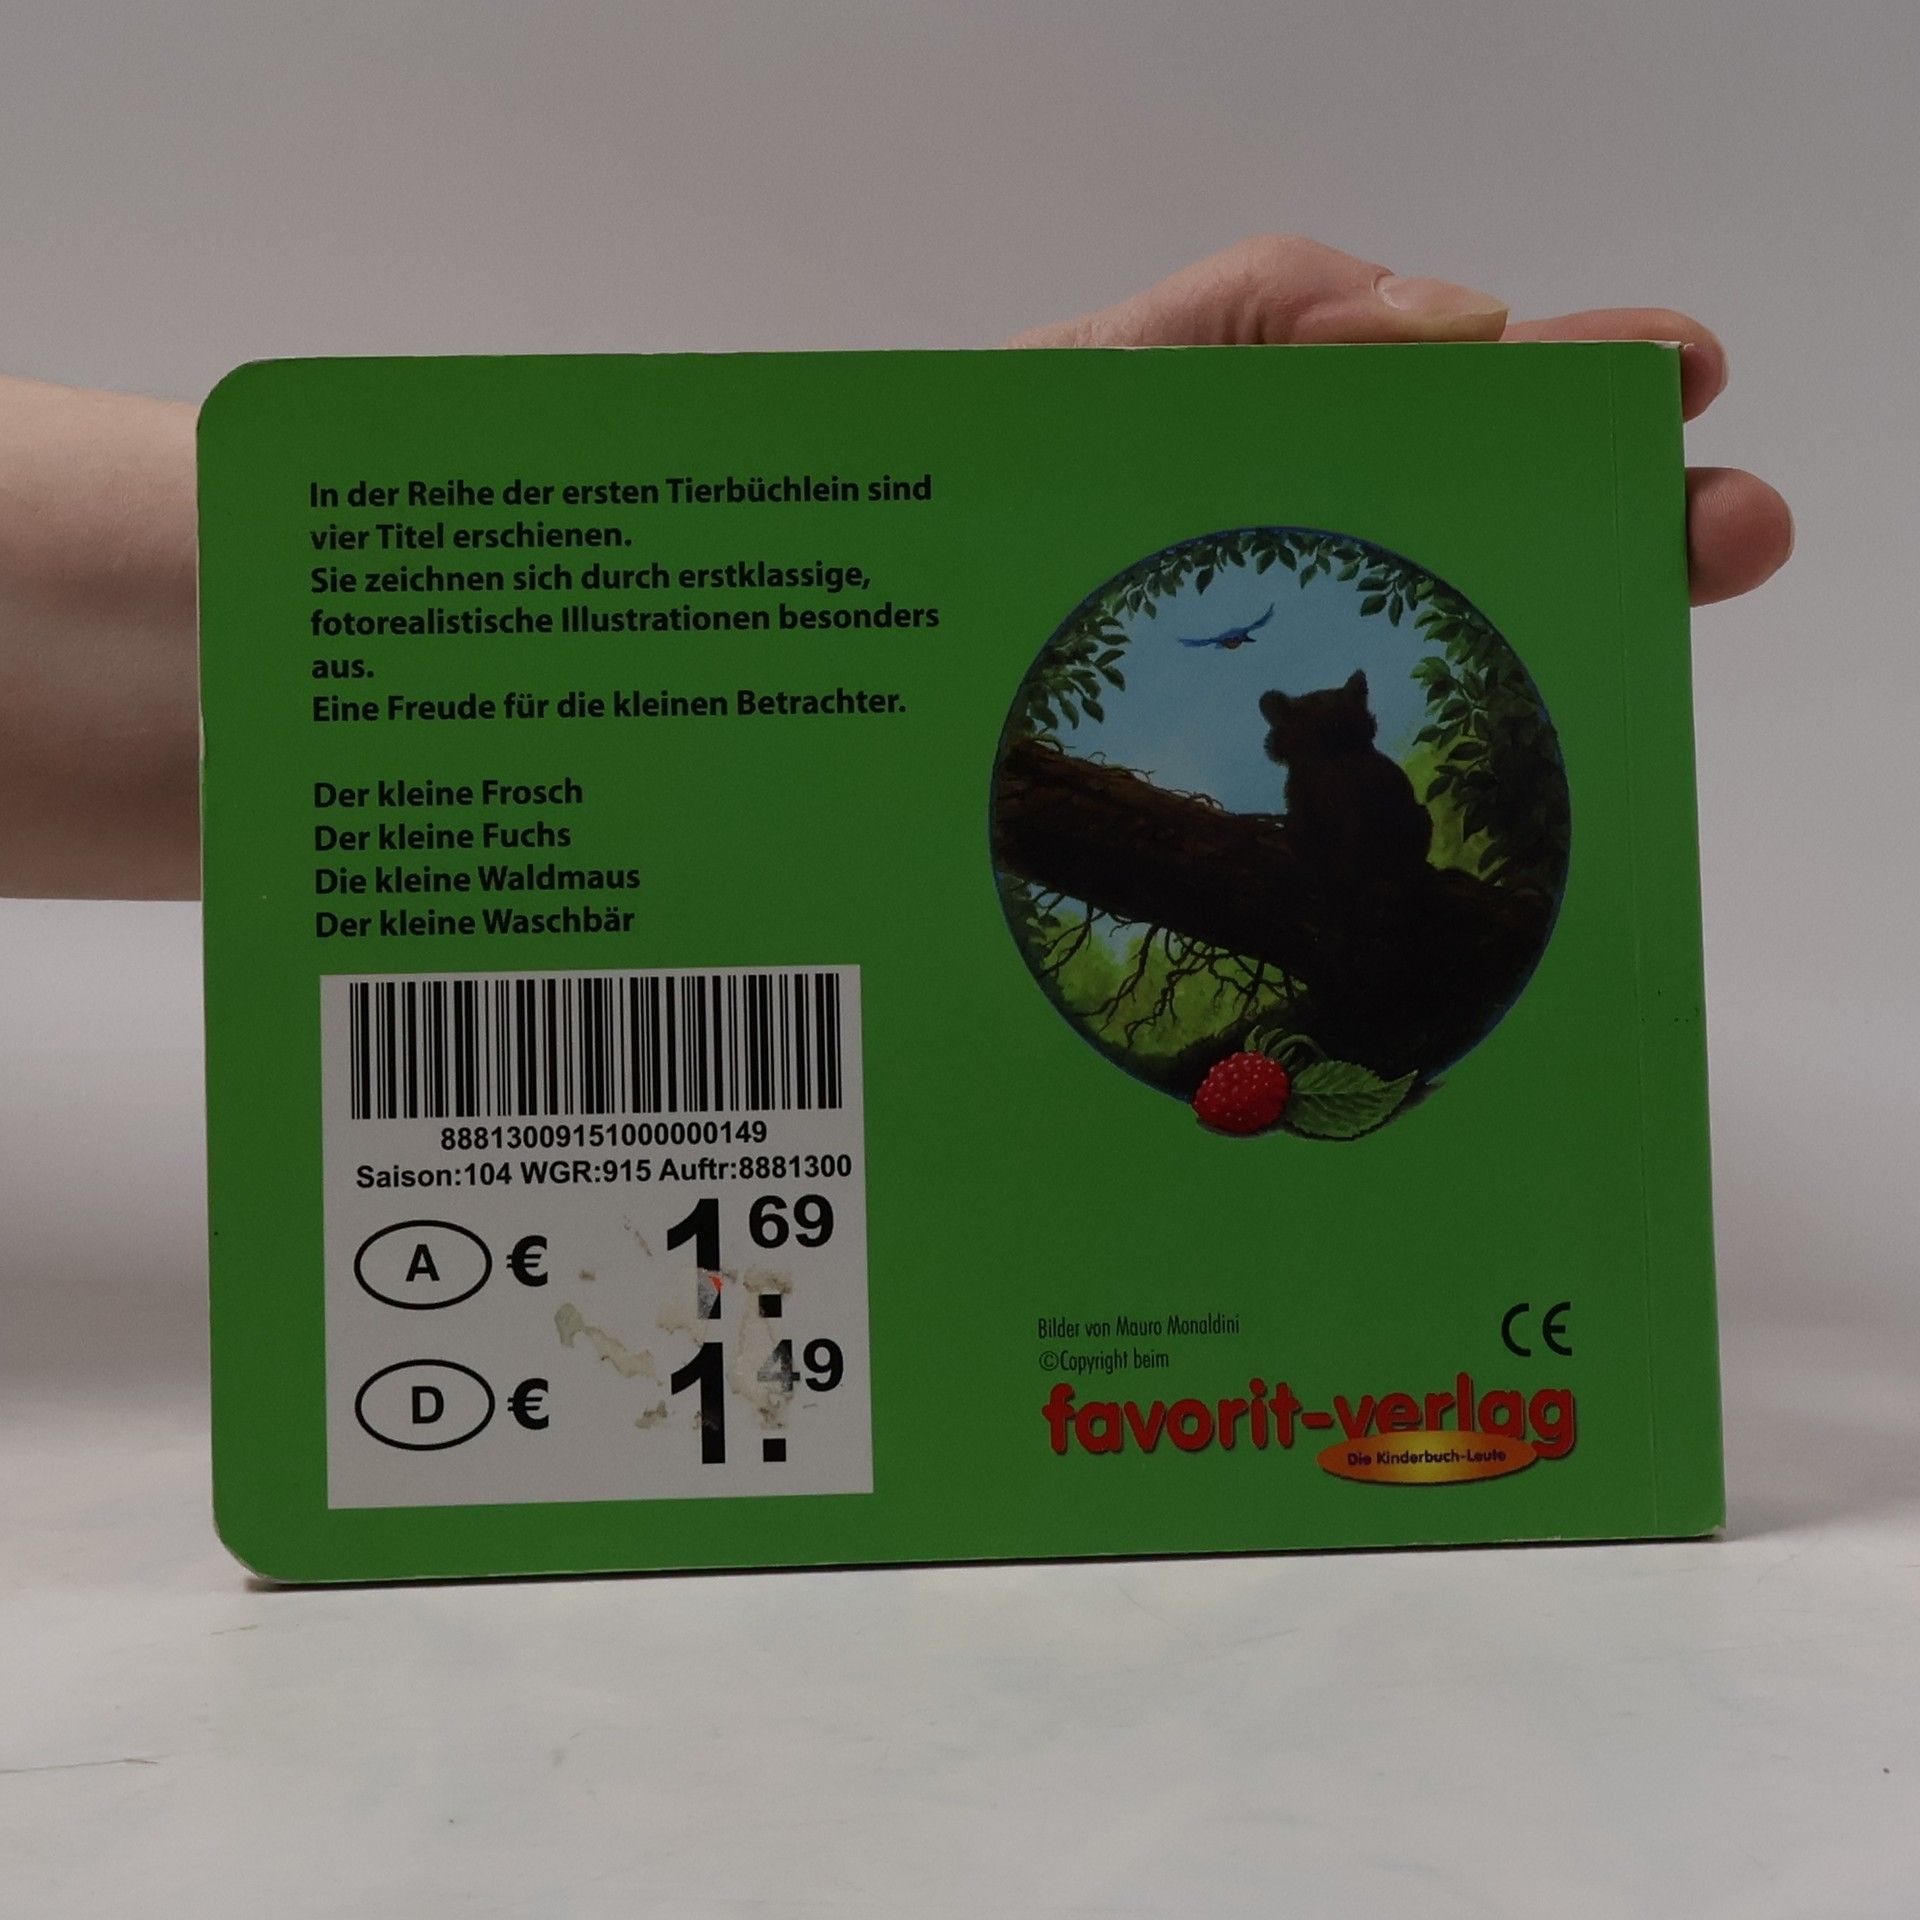 In der Reihe der ersten Tierbüchlein sind
vier Titel erschienen.
Sie zeichnen sich durch erstklassige,
fotorealistische Illustrationen besonders
aus.
Eine Freude für die kleinen Betrachter.
Der kleine Frosch
Der kleine Fuchs
Die kleine Waldmaus
Der kleine Waschbär
88813009151000000149
Saison:104 WGR:915 Auftr:8881300
A € 1.69
D € 1.49
Bilder von Mauro Monaldini
©Copyright beim
CE
favorit-verlag
Die Kinderbuch-Leute